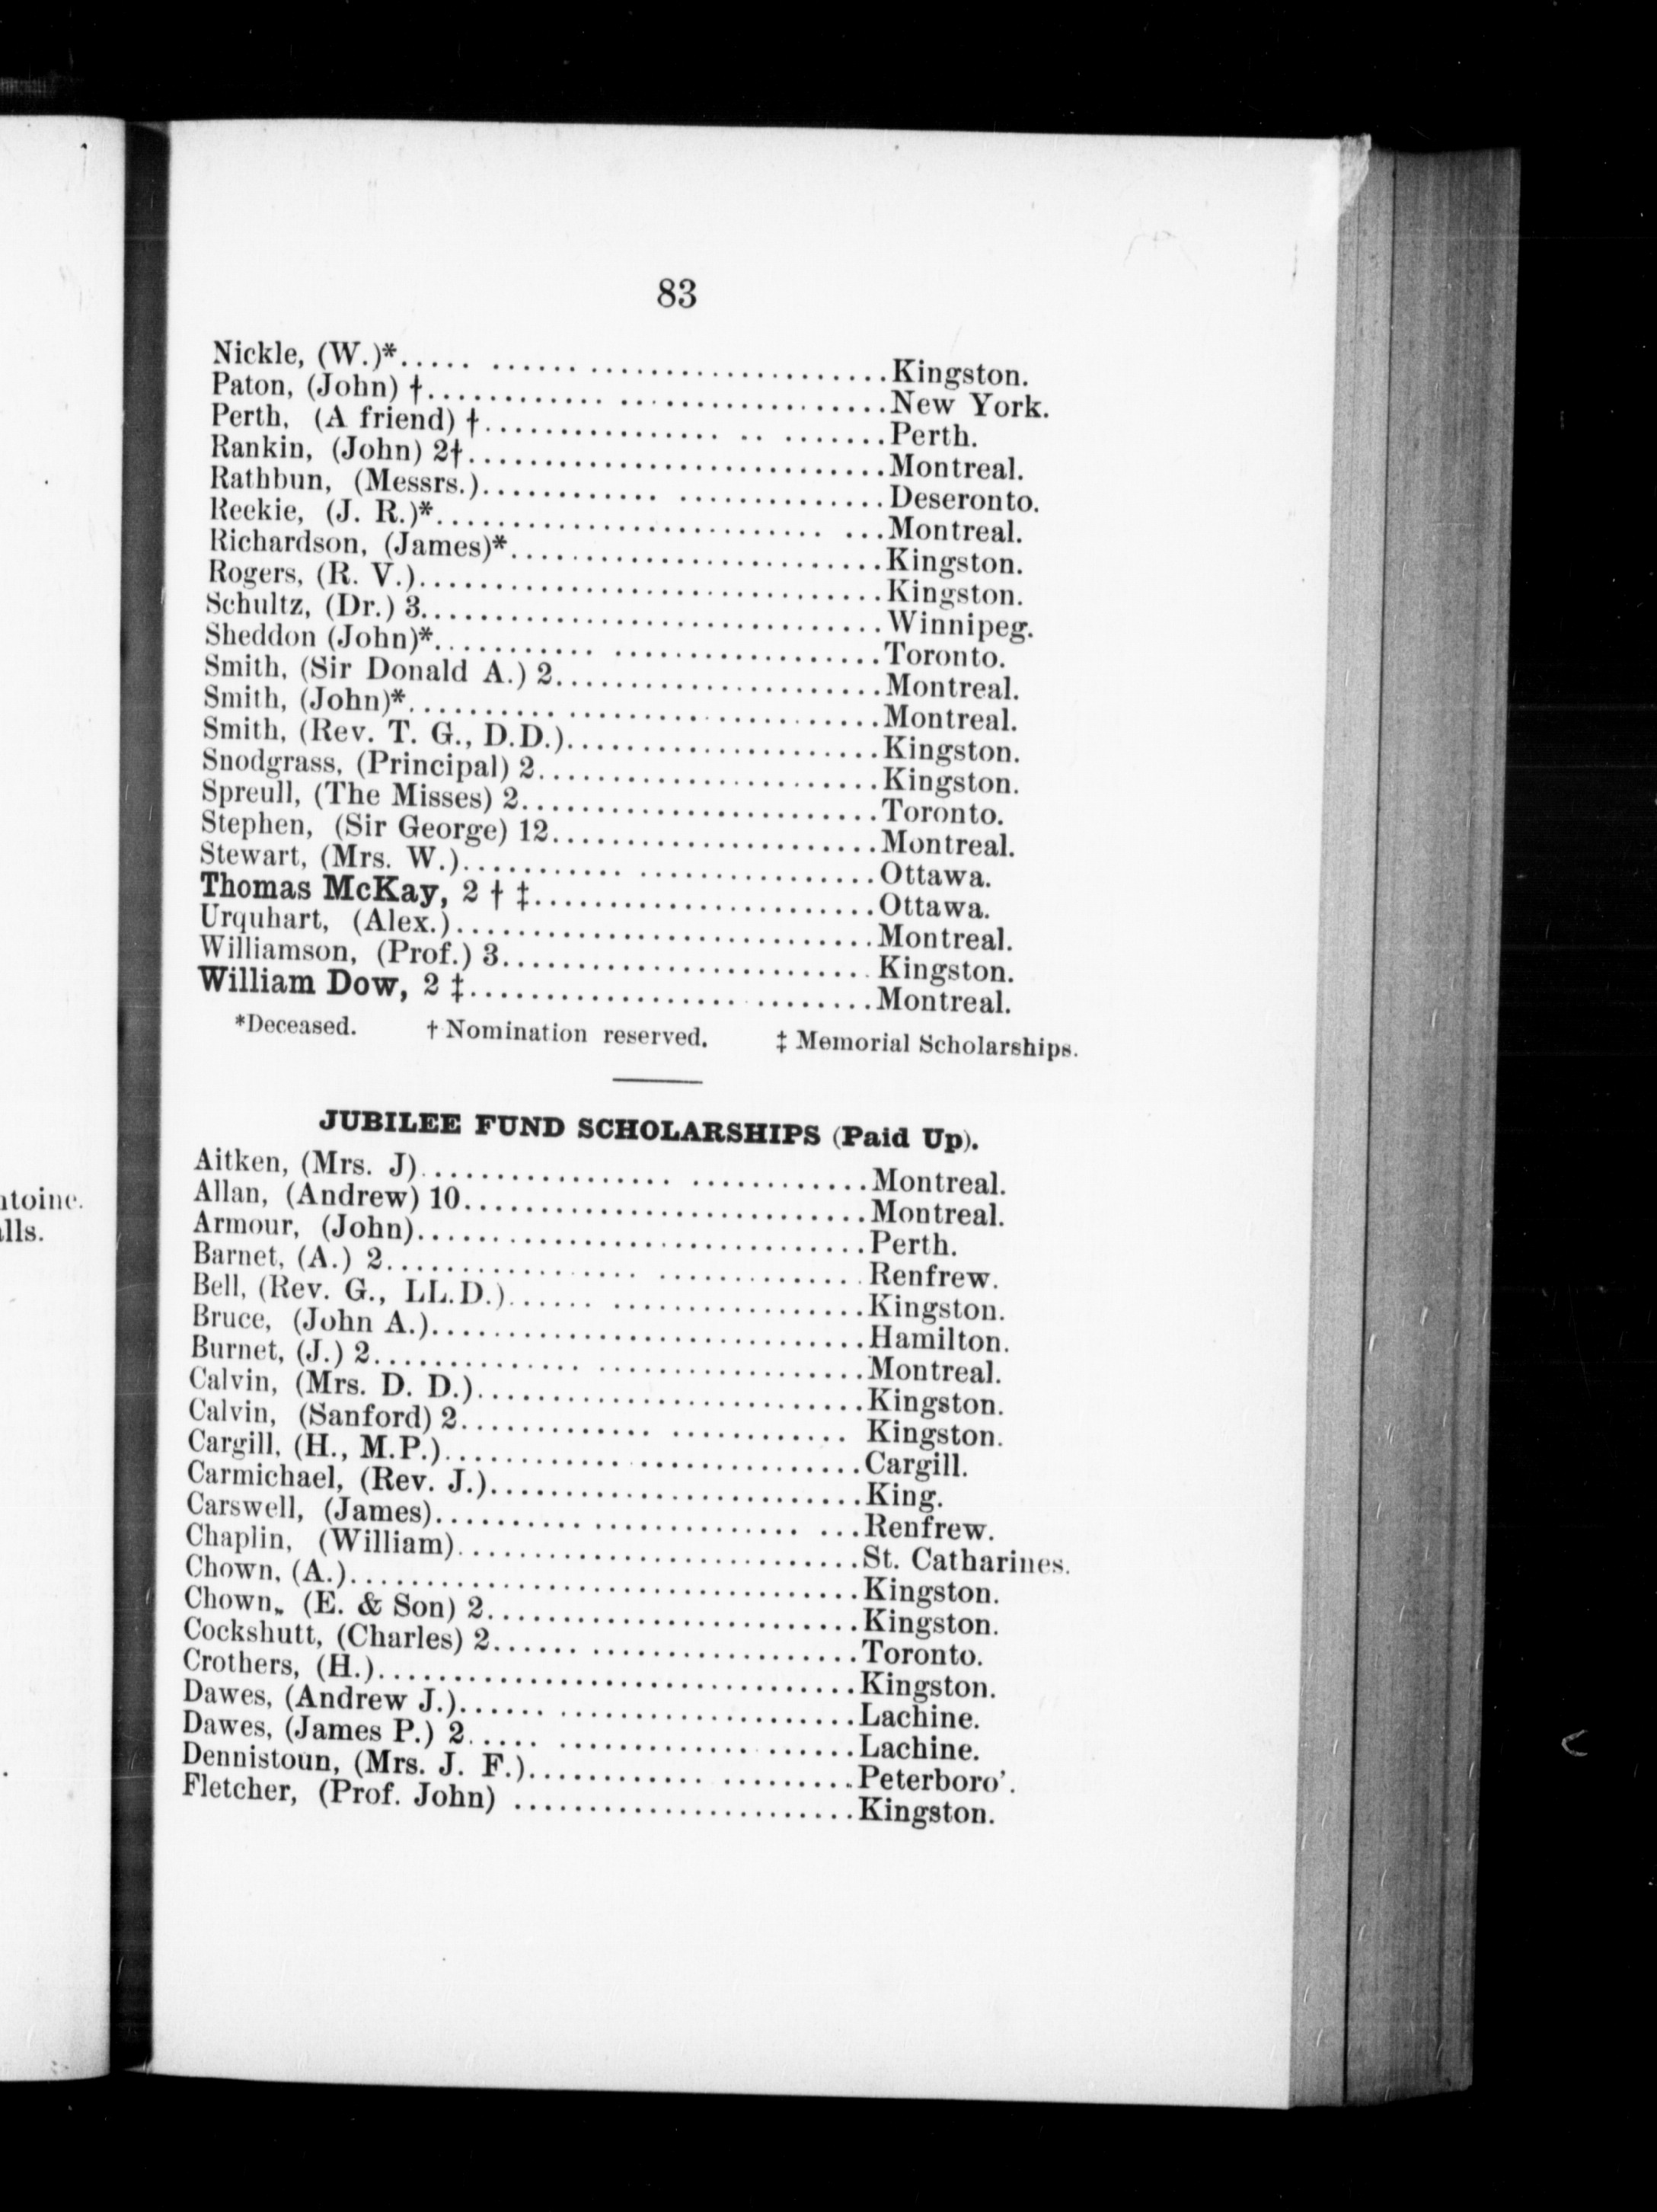 83
Nickle, (W.)*..... ...... ..........................Kingston.
Paton, (John) †............ .................New York.
Perth, (A friend) †................ .. .......Perth.
Rankin, (John) 2†............................Montreal.
Rathbun, (Messrs.)............ ..............Deseronto.
Reekie, (J. R.)*.......................... ...Montreal.
Richardson, (James)*.........................Kingston.
Rogers, (R. V.)...............................Kingston.
Schultz, (Dr.) 3...............................Winnipeg.
Sheddon (John)*........... ..................Toronto.
Smith, (Sir Donald A.) 2......................Montreal.
Smith, (John)*.......... .....................Montreal.
Smith, (Rev. T. G., D.D.).....................Kingston.
Snodgrass, (Principal) 2.......................Kingston.
Spreull, (The Misses) 2........................Toronto.
Stephen, (Sir George) 12......................Montreal.
Stewart, (Mrs. W.)........... ................Ottawa.
Thomas McKay, 2 † ‡.......................Ottawa.
Urquhart, (Alex.)............................Montreal.
Williamson, (Prof.) 3.........................Kingston.
William Dow, 2 ‡................... ........Montreal.
*Deceased. † Nomination reserved. ‡ Memorial Scholarships.
JUBILEE FUND SCHOLARSHIPS (Paid Up).
Aitken, (Mrs. J)................. ............Montreal.
Allan, (Andrew) 10...........................Montreal.
Armour, (John)..............................Perth.
Barnet, (A.) 2................. ..............Renfrew.
Bell, (Rev. G., LL.D.)...... .................Kingston.
Bruce, (John A.).............................Hamilton.
Burnet, (J.) 2.............. ................Montreal.
Calvin, (Mrs. D. D.)..........................Kingston.
Calvin, (Sanford) 2............. ............ Kingston.
Cargill, (H., M.P.)............................Cargill.
Carmichael, (Rev. J.).........................King.
Carswell, (James).......... .............. ...Renfrew.
Chaplin, (William)...........................St. Catharines.
Chown, (A.)..................................Kingston.
Chown, (E. & Son) 2.........................Kingston.
Cockshutt, (Charles) 2...... ..................Toronto.
Crothers, (H.)................................Kingston.
Dawes, (Andrew J.)...... ....................Lachine.
Dawes, (James P.) 2..... ............. ......Lachine.
Dennistoun, (Mrs. J. F.)............ .........Peterboro'.
Fletcher, (Prof. John) .......................Kingston.